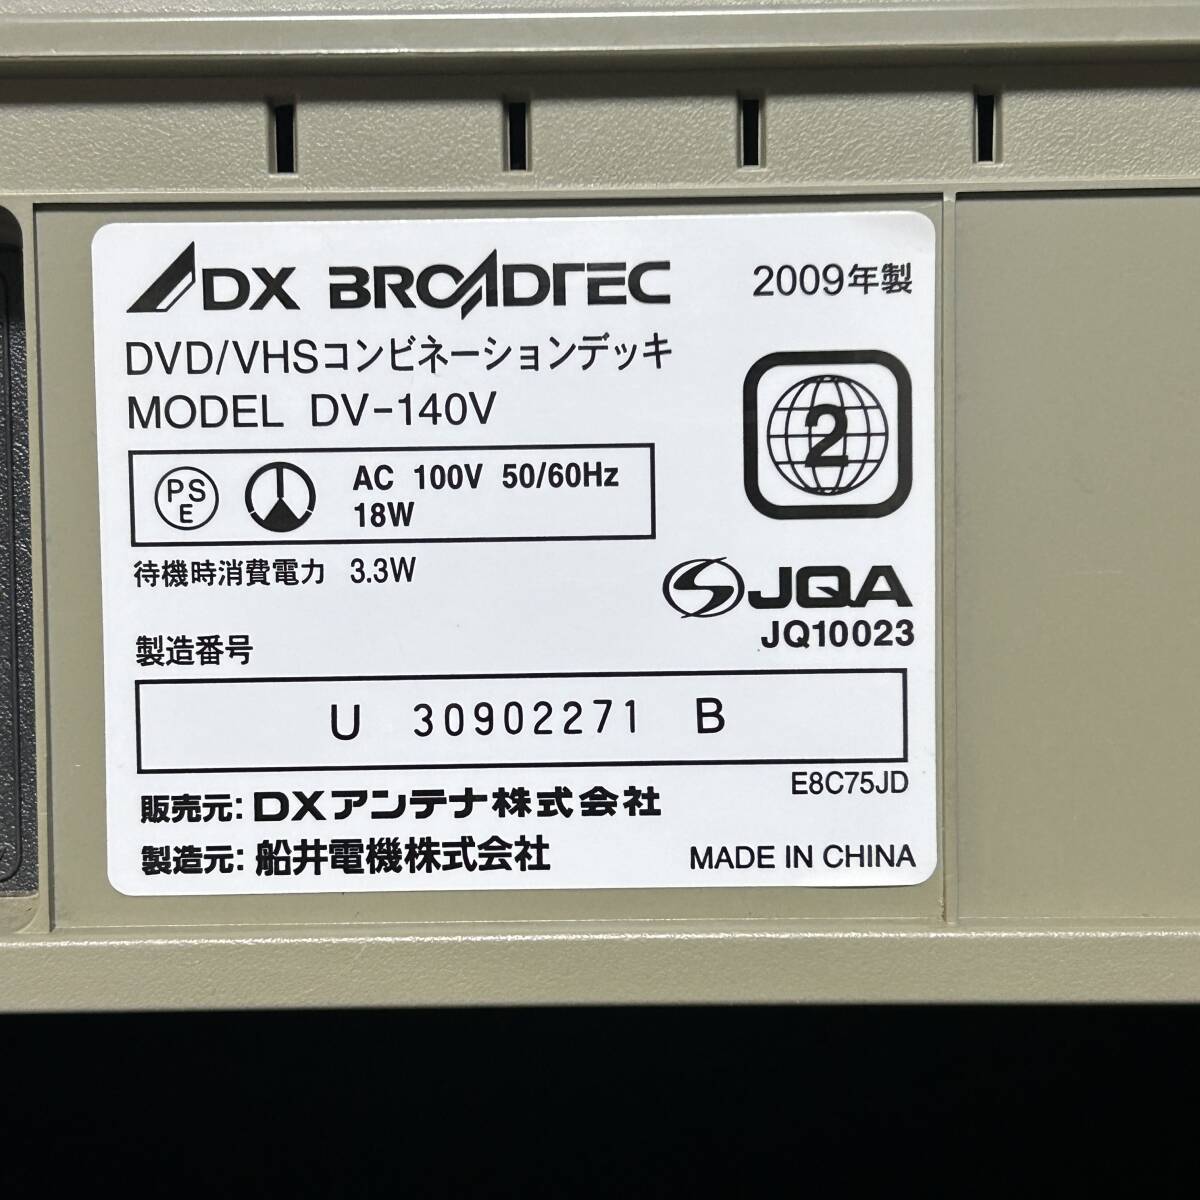 DX BROADTEC
2009年製
DVD/VHSコンビネーションデッキ
MODEL DV-140V
2
PSE
AC 100V 50/60Hz
18W
待機時消費電力 3.3W
JQA
JQ10023
製造番号
U 30902271 B
E8C75JD
販売元: DXアンテナ株式会社
製造元: 船井電機株式会社
MADE IN CHINA